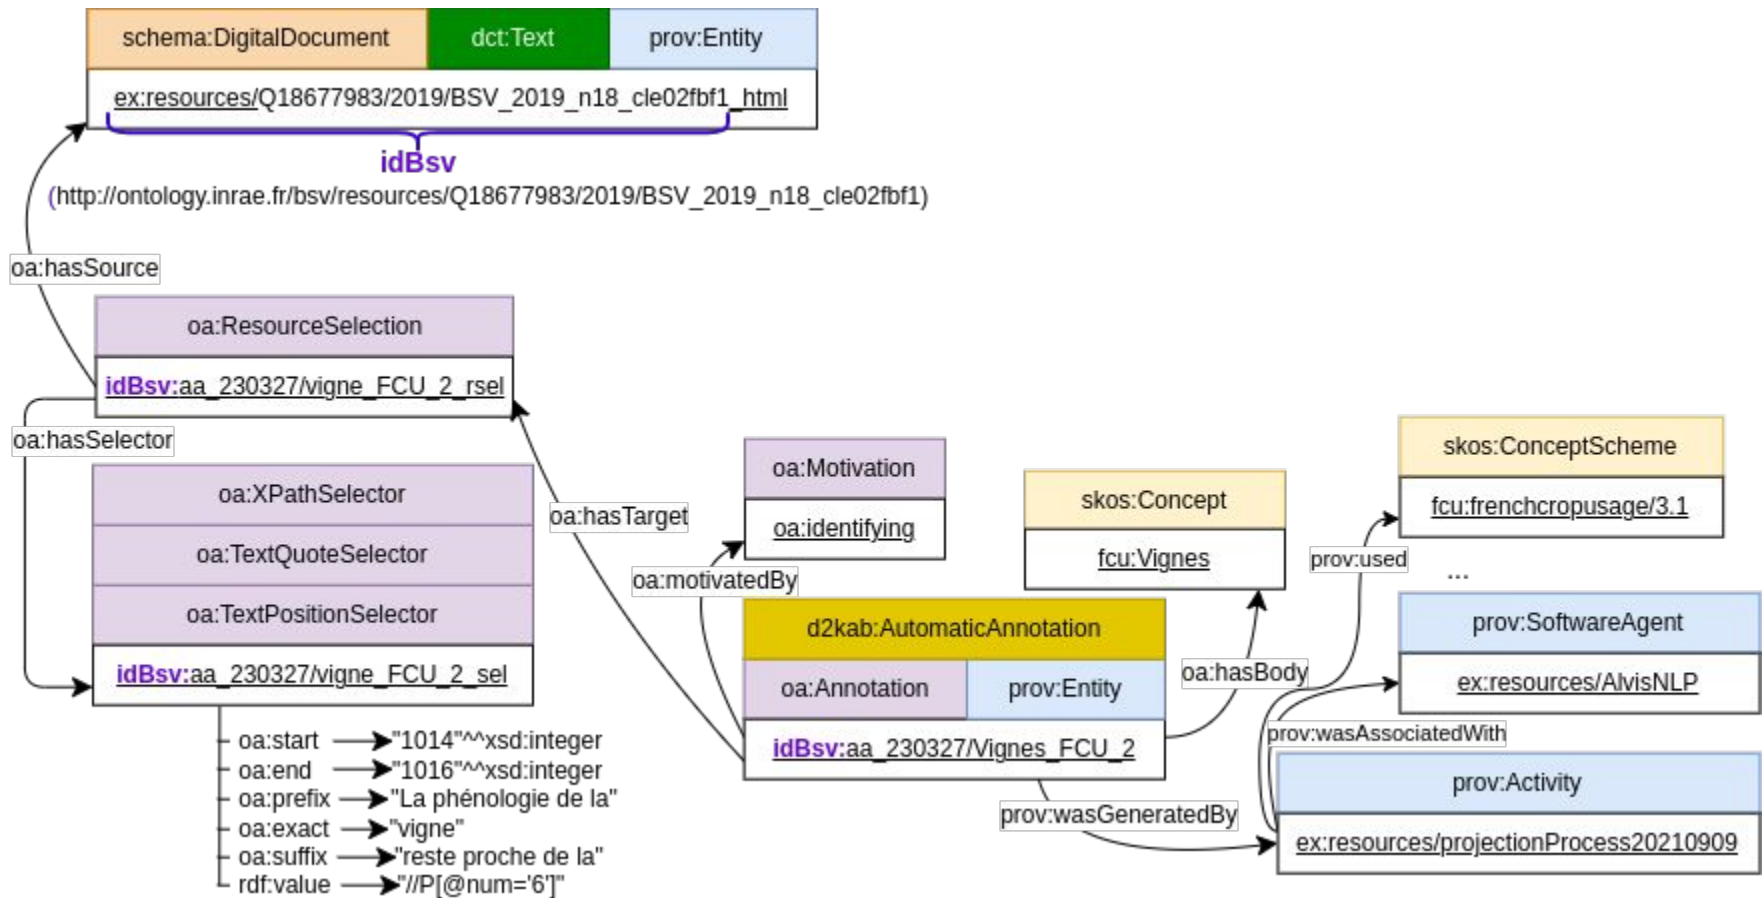 schema:DigitalDocument dct:Text prov:Entity
ex:resources/Q18677983/2019/BSV_2019_n18_cle02fbf1_html
idBsv
(http://ontology.inrae.fr/bsv/resources/Q18677983/2019/BSV_2019_n18_cle02fbf1)
oa:hasSource
oa:ResourceSelection
idBsv:aa_230327/vigne_FCU_2_rsel
oa:hasSelector
oa:XPathSelector
oa:TextQuoteSelector
oa:TextPositionSelector
idBsv:aa_230327/vigne_FCU_2_sel
oa:start "1014"^^xsd:integer
oa:end "1016"^^xsd:integer
oa:prefix "La phénologie de la"
oa:exact "vigne"
oa:suffix "reste proche de la"
rdf:value "//P[@num='6']"
oa:hasTarget
oa:Motivation
oa:identifying
oa:motivatedBy
skos:Concept
fcu:Vignes
d2kab:AutomaticAnnotation
oa:Annotation prov:Entity
idBsv:aa_230327/Vignes_FCU_2
oa:hasBody
prov:wasGeneratedBy
skos:ConceptScheme
fcu:frenchcropusage/3.1
prov:used
...
prov:SoftwareAgent
ex:resources/AlvisNLP
prov:wasAssociatedWith
prov:Activity
ex:resources/projectionProcess20210909